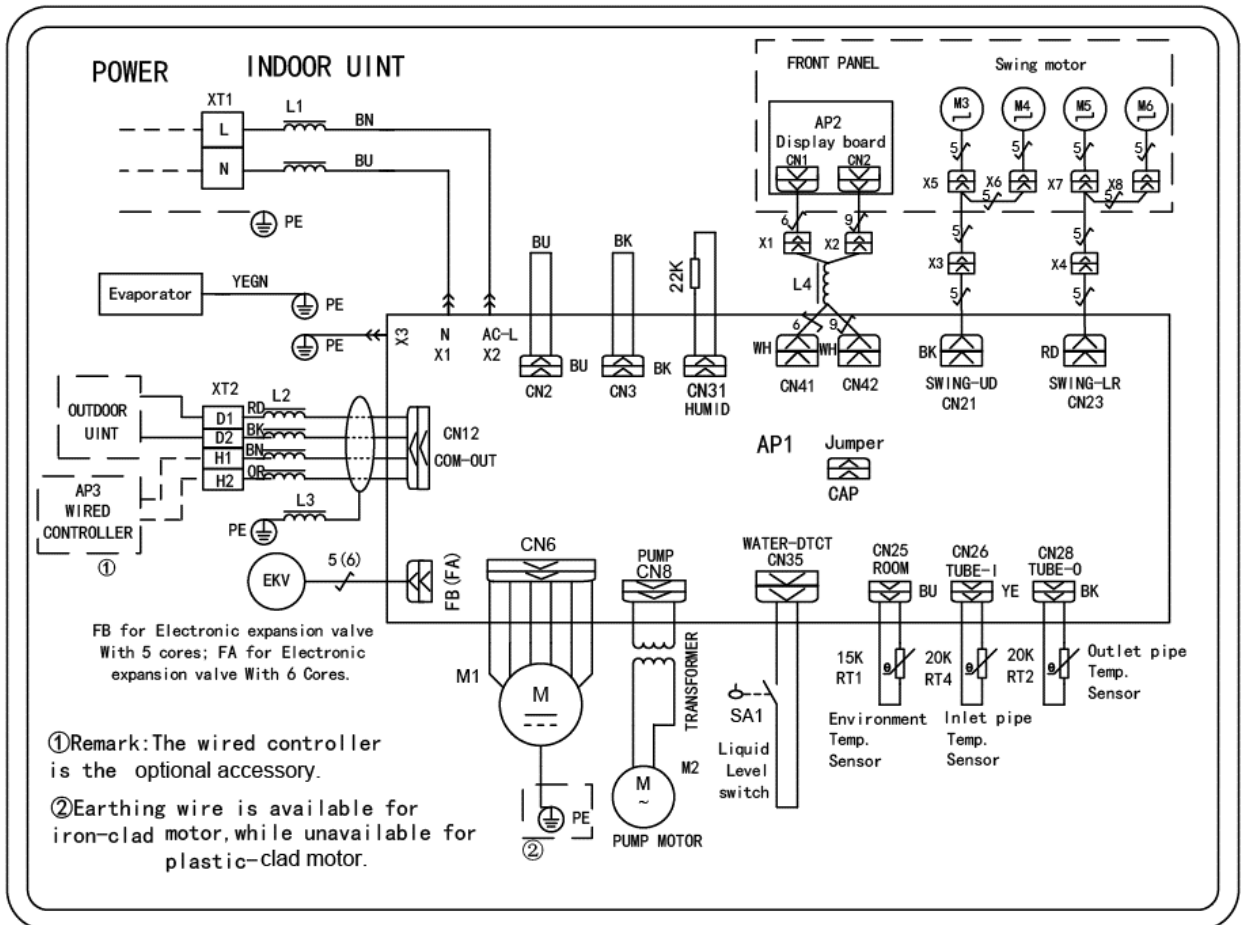 POWER
INDOOR UINT
FRONT PANEL
Swing motor
XT1
L1
L
BN
N
BU
PE
AP2
Display board
CN1
CN2
M3
M4
M5
M6
5
5
5
5
X5
X6
X7
X8
5
5
6
9
X1
X2
5
5
L4
X3
X4
5
5
6
9
BU
BK
22K
Evaporator
YEGN
PE
PE
X3
N
X1
AC-L
X2
CN2
BU
CN3
BK
CN31
HUMID
WH
WH
CN41
CN42
BK
SWING-UD
CN21
RD
SWING-LR
CN23
OUTDOOR
UINT
XT2
L2
D1
RD
D2
BK
H1
BN
H2
OR
CN12
COM-OUT
AP3
WIRED
CONTROLLER
①
PE
L3
AP1
Jumper
CAP
EKV
5(6)
FB(FA)
CN6
PUMP
CN8
WATER-DTCT
CN35
CN25
ROOM
BU
CN26
TUBE-I
YE
CN28
TUBE-O
BK
FB for Electronic expansion valve
With 5 cores; FA for Electronic
expansion valve With 6 Cores.
M1
M
TRANSFORMER
M2
M
~
PUMP MOTOR
SA1
Liquid
Level
switch
15K
RT1
θ
Environment
Temp.
Sensor
20K
RT4
θ
Inlet pipe
Temp.
Sensor
20K
RT2
θ
Outlet pipe
Temp.
Sensor
PE
②
①Remark:The wired controller
is the optional accessory.
②Earthing wire is available for
iron-clad motor,while unavailable for
plastic-clad motor.